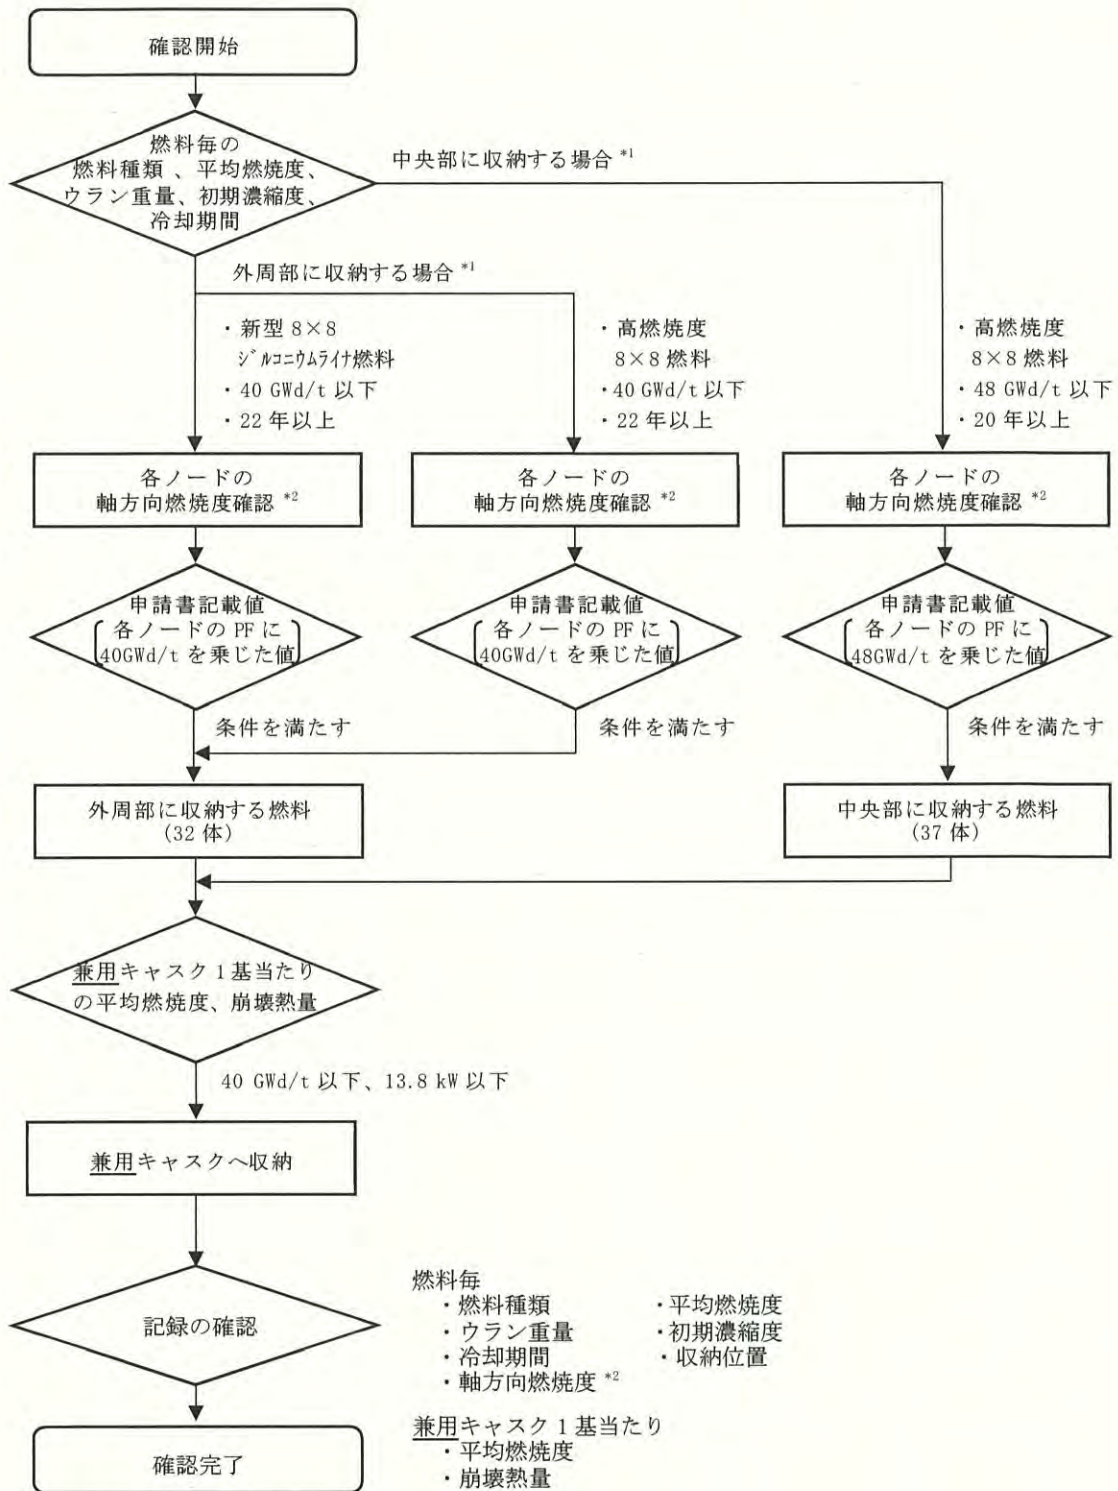 確認開始
燃料毎の
燃料種類 、平均燃焼度、
ウラン重量、初期濃縮度、
冷却期間
中央部に収納する場合 *1
外周部に収納する場合 *1
・新型 8×8
ｼﾞﾙｺﾆｳﾑﾗｲﾅ燃料
・40 GWd/t 以下
・22 年以上
・高燃焼度
8×8 燃料
・40 GWd/t 以下
・22 年以上
・高燃焼度
8×8 燃料
・48 GWd/t 以下
・20 年以上
各ノードの
軸方向燃焼度確認 *2
各ノードの
軸方向燃焼度確認 *2
各ノードの
軸方向燃焼度確認 *2
申請書記載値
各ノードの PF に
40GWd/t を乗じた値
申請書記載値
各ノードの PF に
40GWd/t を乗じた値
申請書記載値
各ノードの PF に
48GWd/t を乗じた値
条件を満たす
条件を満たす
条件を満たす
外周部に収納する燃料
(32 体)
中央部に収納する燃料
(37 体)
兼用キャスク 1 基当たり
の平均燃焼度、崩壊熱量
40 GWd/t 以下、13.8 kW 以下
兼用キャスクへ収納
記録の確認
燃料毎
・燃料種類
・平均燃焼度
・ウラン重量
・初期濃縮度
・冷却期間
・収納位置
・軸方向燃焼度 *2
兼用キャスク 1 基当たり
・平均燃焼度
・崩壊熱量
確認完了